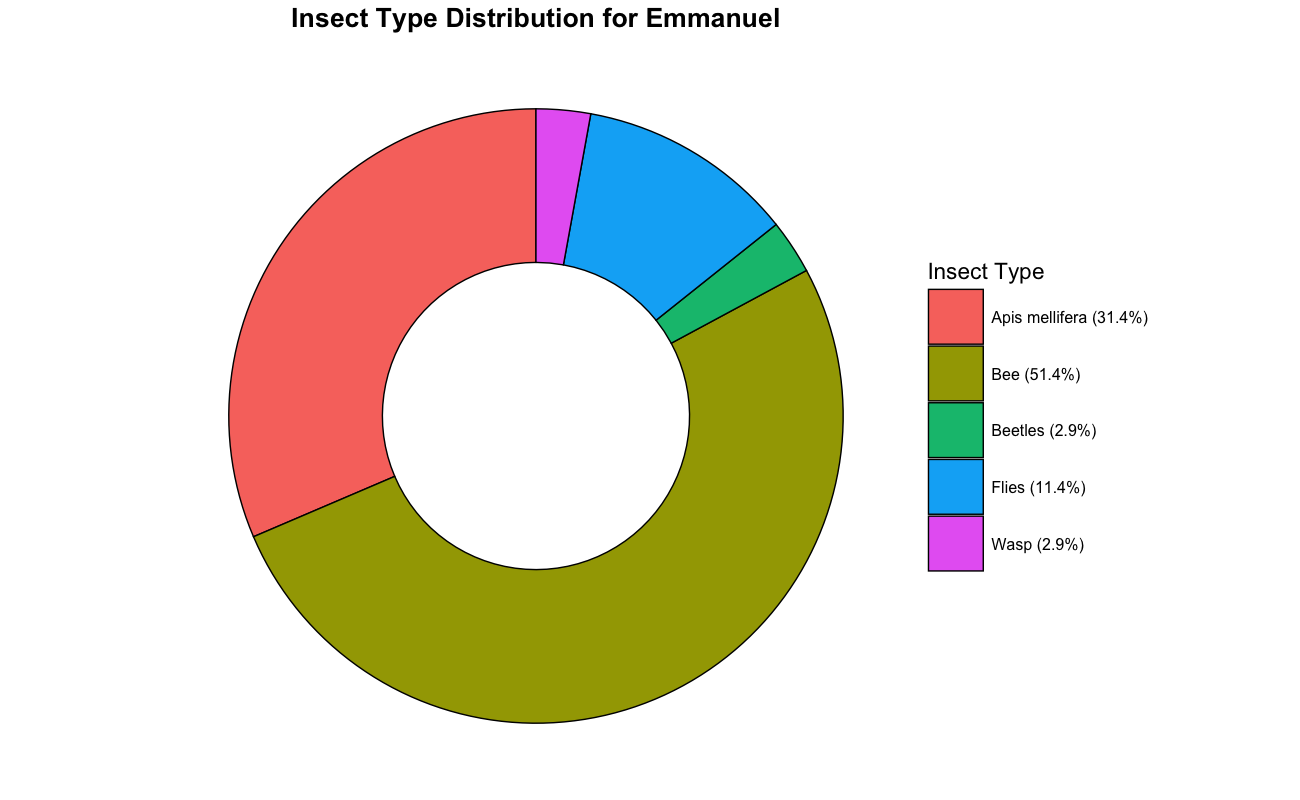 Insect Type Distribution for Emmanuel
Insect Type
Apis mellifera (31.4%)
Bee (51.4%)
Beetles (2.9%)
Flies (11.4%)
Wasp (2.9%)